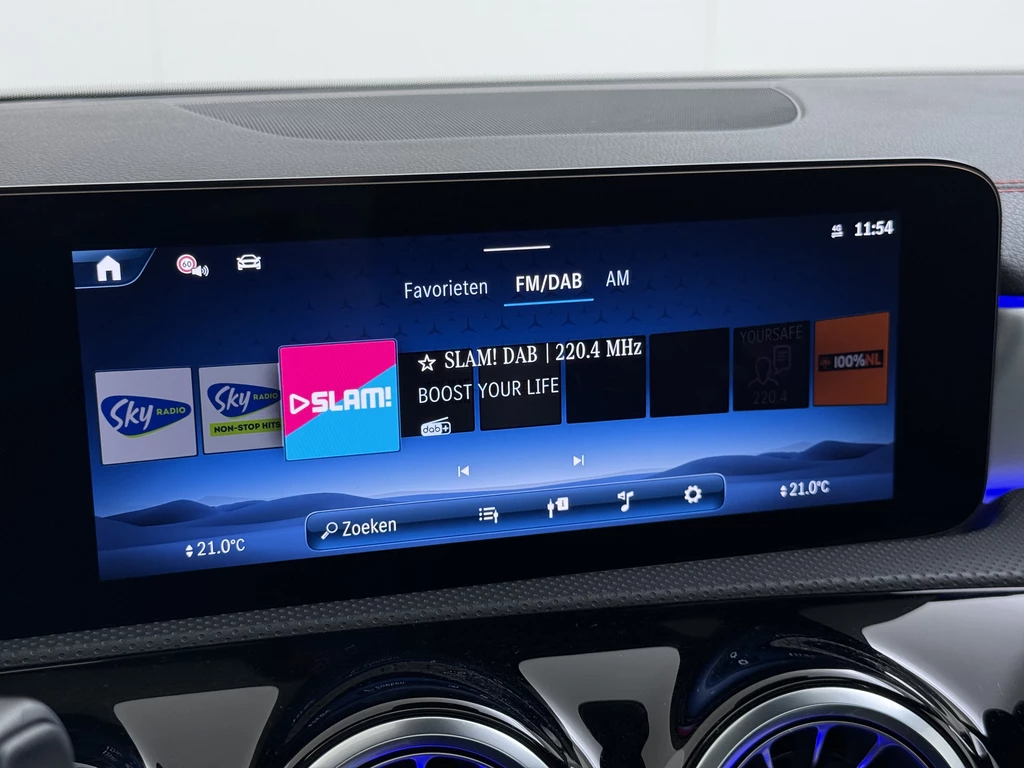 60
4G
11:54
Favorieten FM/DAB AM
Sky RADIO
Sky RADIO
NON-STOP HITS
SLAM!
SLAM! DAB | 220.4 MHz
BOOST YOUR LIFE
dab+
YOURSAFE
220.4
100%NL
Zoeken
21.0°C
21.0°C